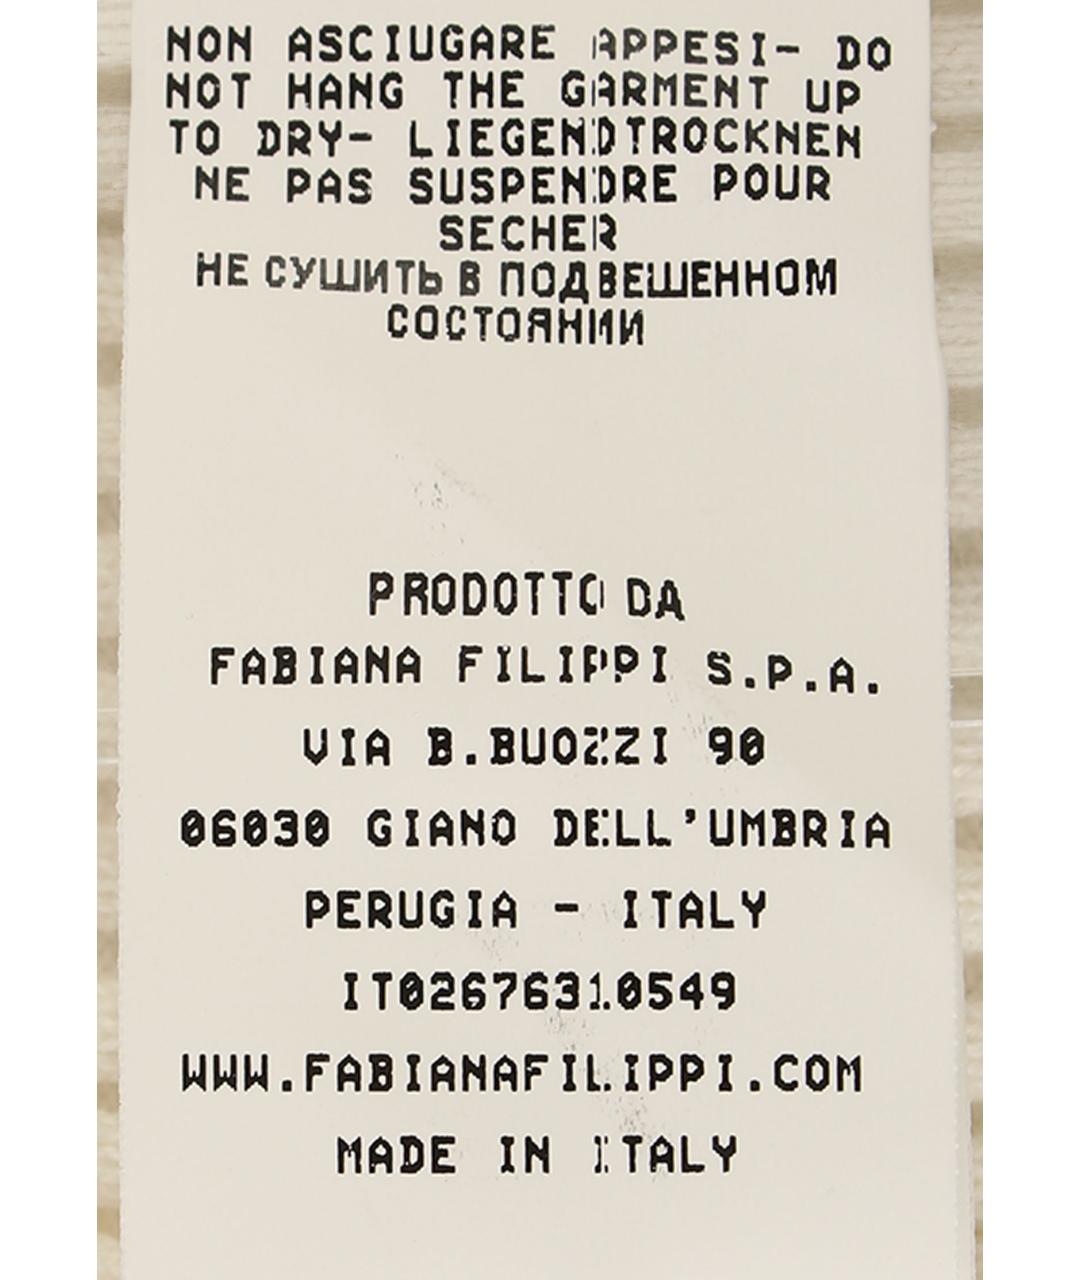 NON ASCIUGARE APPESI- DO
NOT HANG THE GARMENT UP
TO DRY- LIEGENDTROCKNEN
NE PAS SUSPENDRE POUR
SECHER
НЕ СУШИТЬ В ПОДВЕШЕННОМ
СОСТОЯНИИ
PRODOTTO DA
FABIANA FILIPPI S.P.A.
VIA B.BUOZZI 90
06030 GIANO DELL'UMBRIA
PERUGIA - ITALY
IT02676310549
WWW.FABIANAFILIPPI.COM
MADE IN ITALY